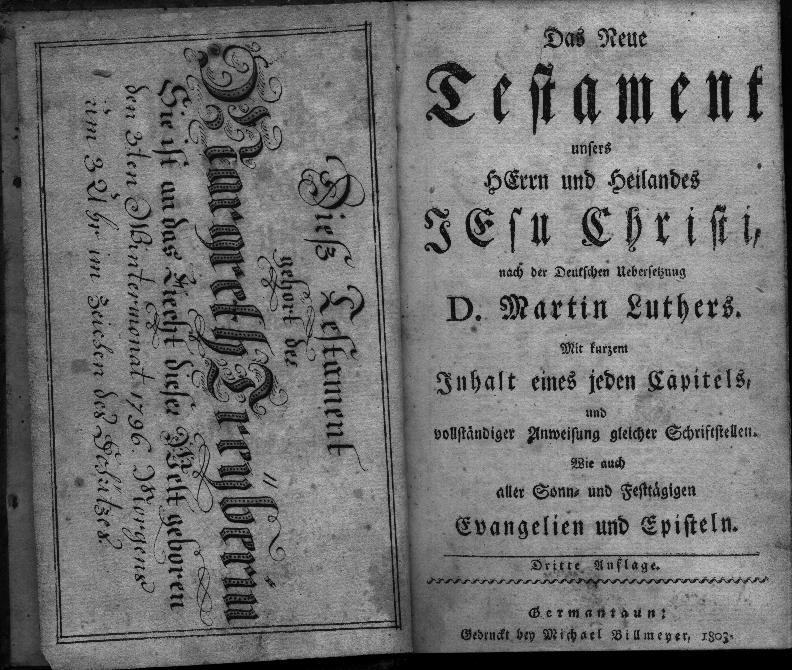 Dieß Testament
gehört der
Margreth
Sie ist an das Liecht dieser Welt geboren
den 3ten Wintermonat 1796. Morgens
um 3 Uhr im Zeichen des
Das Neue
Testament
unsers
HErrn und Heilandes
JEsu Christi,
nach der Deutschen Uebersetzung
D. Martin Luthers.
Mit kurzem
Inhalt eines jeden Capitels,
und
vollständiger Anweisung gleicher Schriftstellen.
Wie auch
aller Sonn- und Festtägigen
Evangelien und Episteln.
Dritte Auflage.
Germantaun:
Gedruckt bey Michael Billmeyer, 1803.